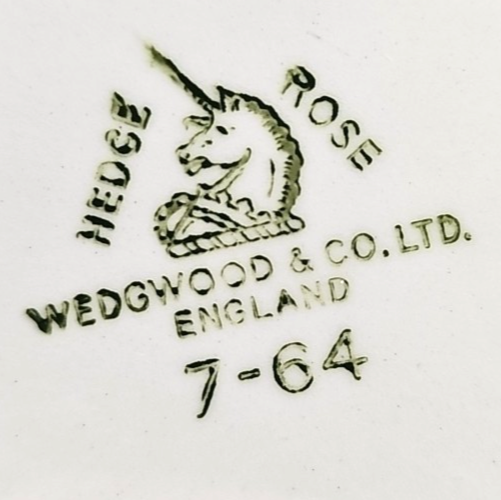 HEDGE ROSE
WEDGWOOD & CO. LTD.
ENGLAND
7-64